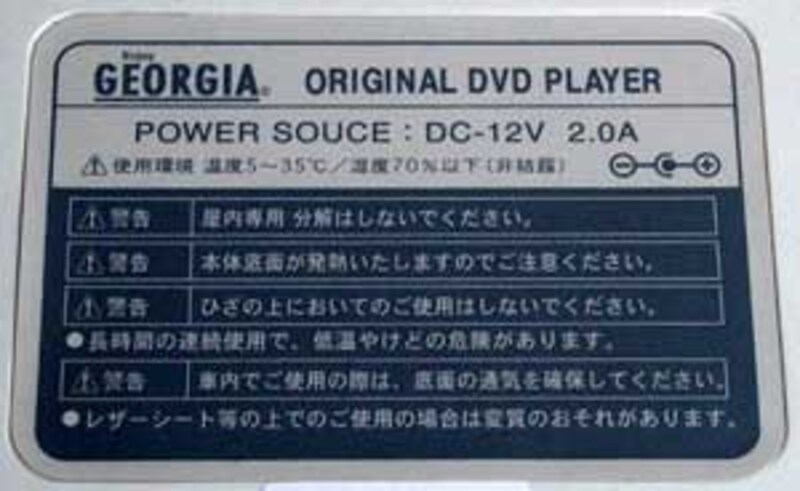 Enjoy
GEORGIA® ORIGINAL DVD PLAYER
POWER SOUCE : DC-12V 2.0A
⚠使用環境 温度5～35℃／湿度70％以下（非結露）
⚠警告 屋内専用 分解はしないでください。
⚠警告 本体底面が発熱いたしますのでご注意ください。
⚠警告 ひざの上においてのご使用はしないでください。
●長時間の連続使用で、低温やけどの危険があります。
⚠警告 車内でご使用の際は、底面の通気を確保してください。
●レザーシート等の上でのご使用の場合は変質のおそれがあります。